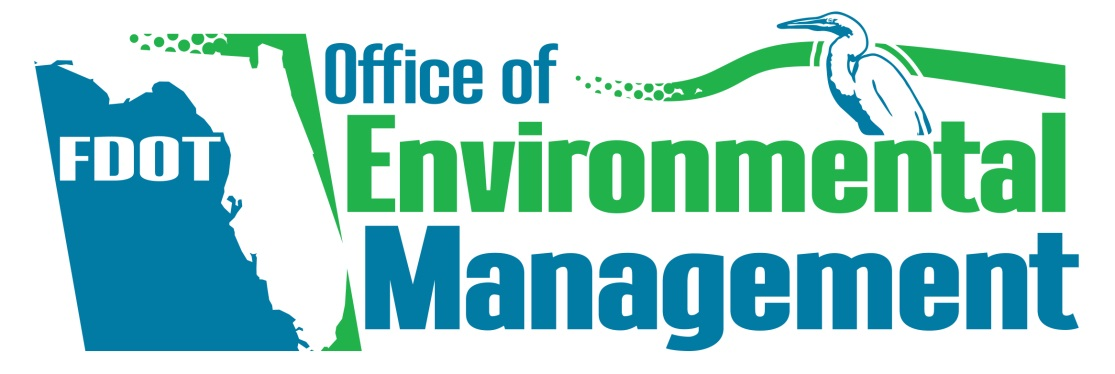 FDOT
Office of
Environmental
Management